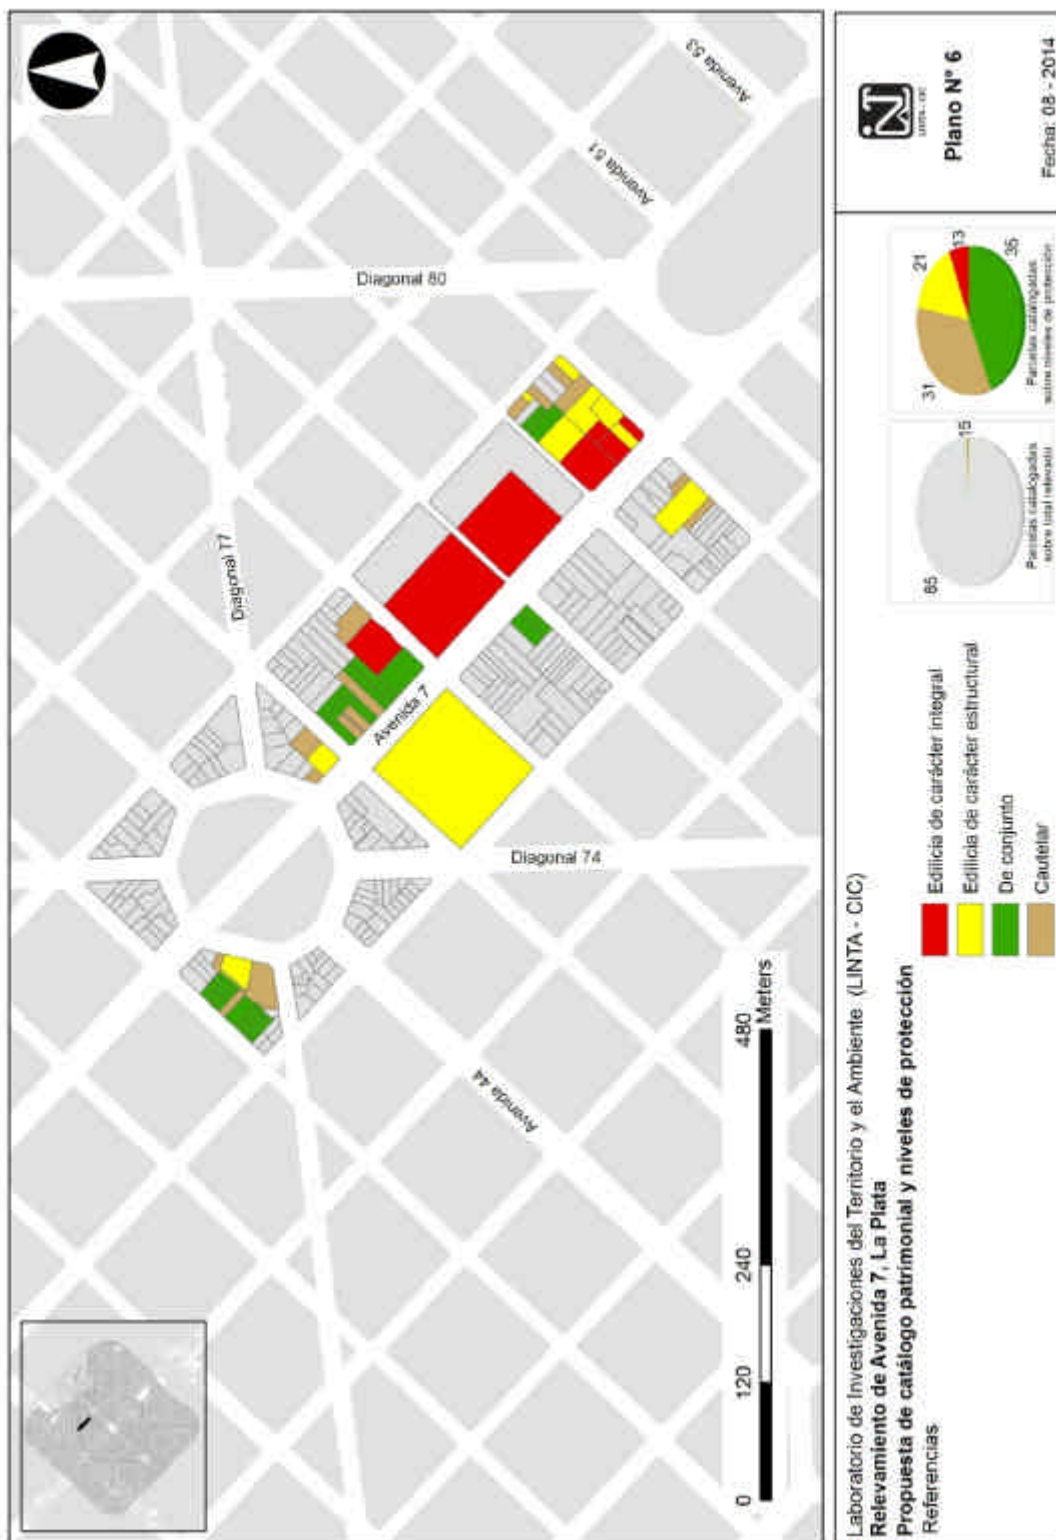 Avenida 53
Avenida 51
Diagonal 80
Diagonal 77
Avenida 7
Diagonal 74
Avenida 44
0 120 240 480
Meters
Laboratorio de Investigaciones del Territorio y el Ambiente (LINTA - CIC)
Relevamiento de Avenida 7, La Plata
Propuesta de catálogo patrimonial y niveles de protección
Referencias
Edilicia de carácter integral
Edilicia de carácter estructural
De conjunto
Cautelar
15
Parcelas catalogadas
sobre total relevado
31
21
13
35
Parcelas catalogadas
sobre niveles de protección
LINTA - CIC
Plano N° 6
Fecha: 08 - 2014